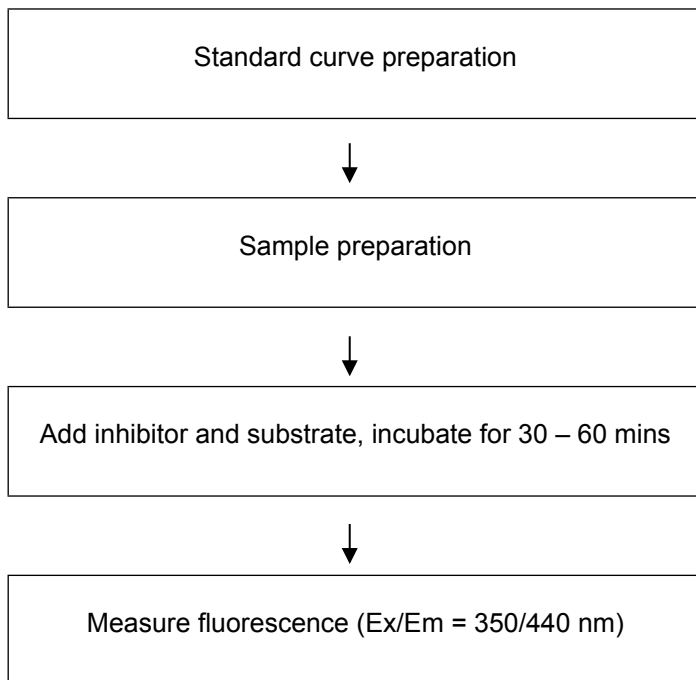 Standard curve preparation
Sample preparation
Add inhibitor and substrate, incubate for 30 – 60 mins
Measure fluorescence (Ex/Em = 350/440 nm)